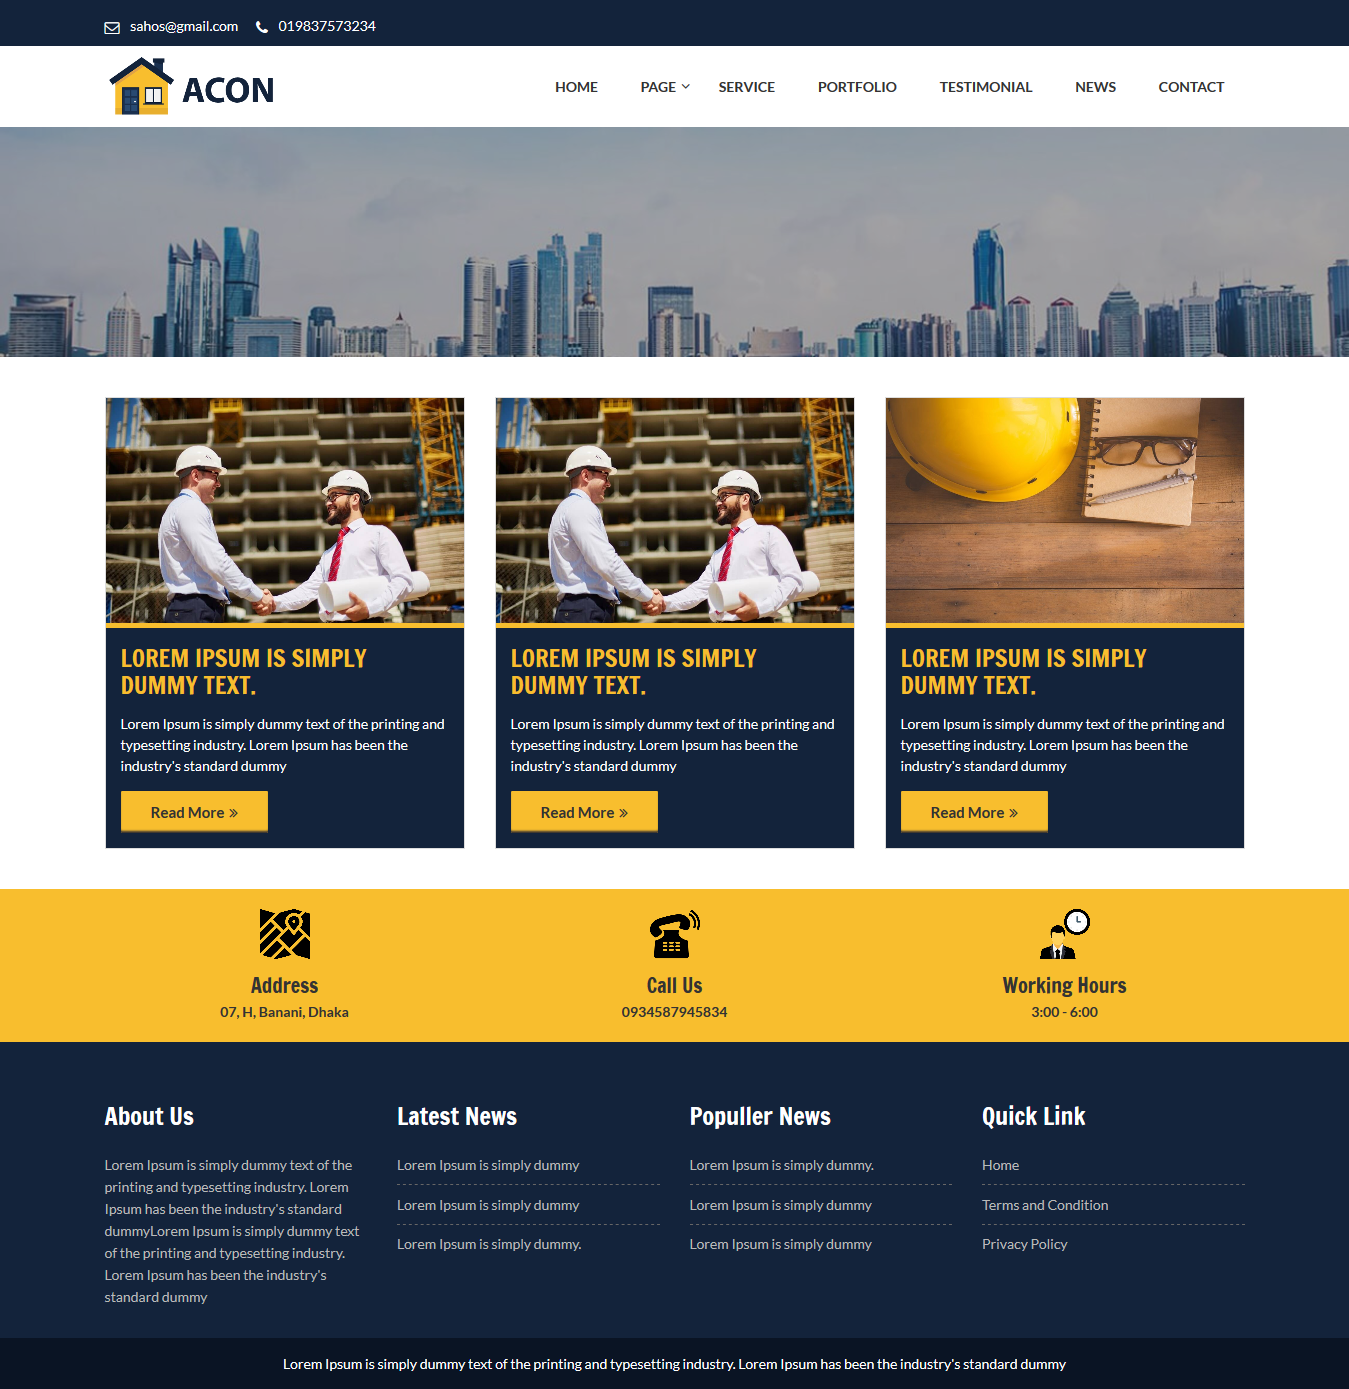 sahos@gmail.com 019837573234
ACON
HOME PAGE SERVICE PORTFOLIO TESTIMONIAL NEWS CONTACT
LOREM IPSUM IS SIMPLY
DUMMY TEXT.
Lorem Ipsum is simply dummy text of the printing and
typesetting industry. Lorem Ipsum has been the
industry's standard dummy
Read More »
LOREM IPSUM IS SIMPLY
DUMMY TEXT.
Lorem Ipsum is simply dummy text of the printing and
typesetting industry. Lorem Ipsum has been the
industry's standard dummy
Read More »
LOREM IPSUM IS SIMPLY
DUMMY TEXT.
Lorem Ipsum is simply dummy text of the printing and
typesetting industry. Lorem Ipsum has been the
industry's standard dummy
Read More »
Address
07, H, Banani, Dhaka
Call Us
0934587945834
Working Hours
3:00 - 6:00
About Us
Lorem Ipsum is simply dummy text of the
printing and typesetting industry. Lorem
Ipsum has been the industry's standard
dummyLorem Ipsum is simply dummy text
of the printing and typesetting industry.
Lorem Ipsum has been the industry's
standard dummy
Latest News
Lorem Ipsum is simply dummy
Lorem Ipsum is simply dummy
Lorem Ipsum is simply dummy.
Populler News
Lorem Ipsum is simply dummy.
Lorem Ipsum is simply dummy
Lorem Ipsum is simply dummy
Quick Link
Home
Terms and Condition
Privacy Policy
Lorem Ipsum is simply dummy text of the printing and typesetting industry. Lorem Ipsum has been the industry's standard dummy